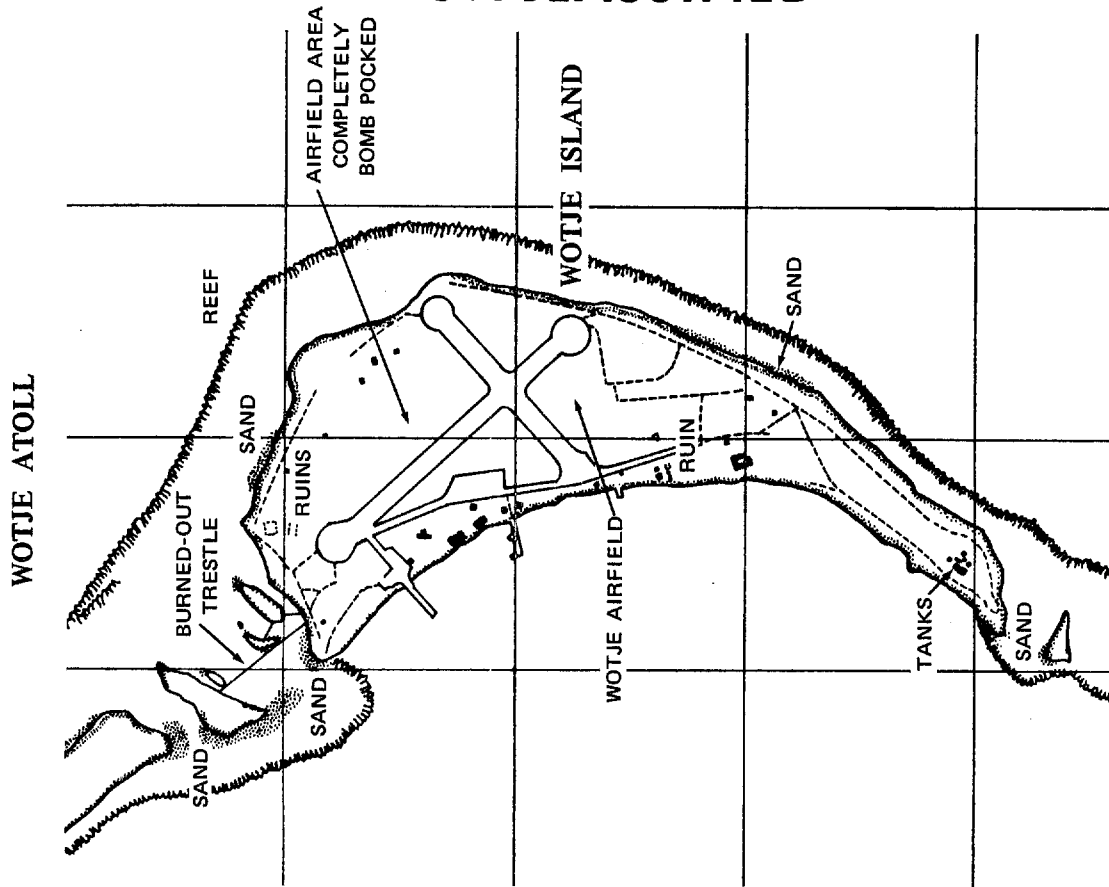 WOTJE ATOLL
AIRFIELD AREA
COMPLETELY
BOMB POCKED
WOTJE ISLAND
REEF
SAND
SAND
RUINS
RUIN
BURNED-OUT
TRESTLE
WOTJE AIRFIELD
TANKS
SAND
SAND
SAND